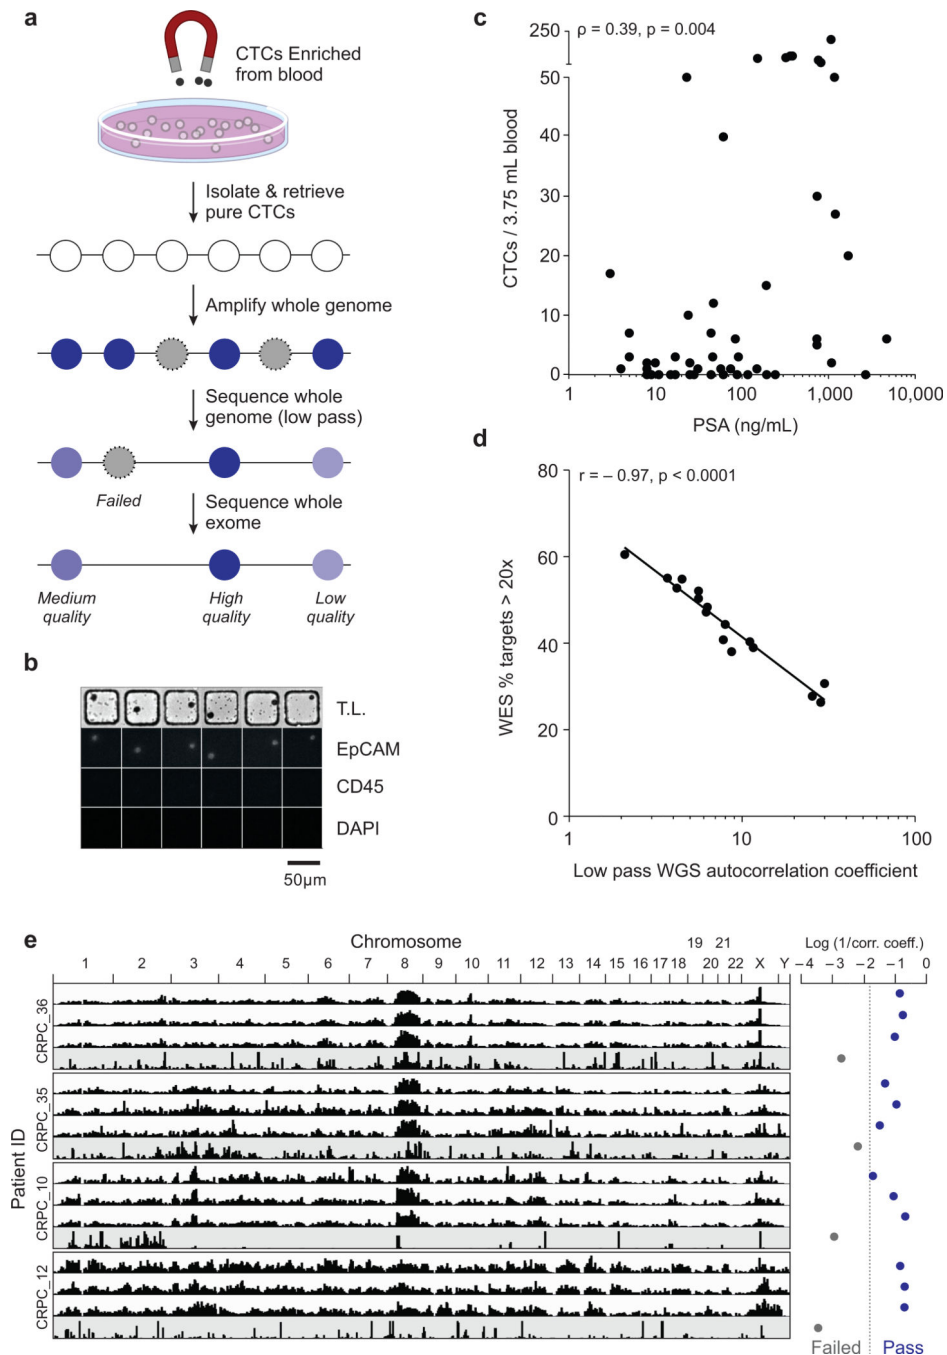 a
CTCs Enriched
from blood
Isolate & retrieve
pure CTCs
Amplify whole genome
Sequence whole
genome (low pass)
Failed
Sequence whole
exome
Medium
quality
High
quality
Low
quality
b
T.L.
EpCAM
CD45
DAPI
50μm
c
ρ = 0.39, p = 0.004
CTCs / 3.75 mL blood
250
50
40
30
20
10
0
1
10
100
1,000
10,000
PSA (ng/mL)
d
r = – 0.97, p < 0.0001
WES % targets > 20x
80
60
40
20
0
1
10
100
Low pass WGS autocorrelation coefficient
e
Chromosome
1 2 3 4 5 6 7 8 9 10 11 12 13 14 15 16 17 18 19 20 21 22 X Y
Log (1/corr. coeff.)
–4 –3 –2 –1 0
Patient ID
CRPC_36
CRPC_35
CRPC_10
CRPC_12
Failed
Pass